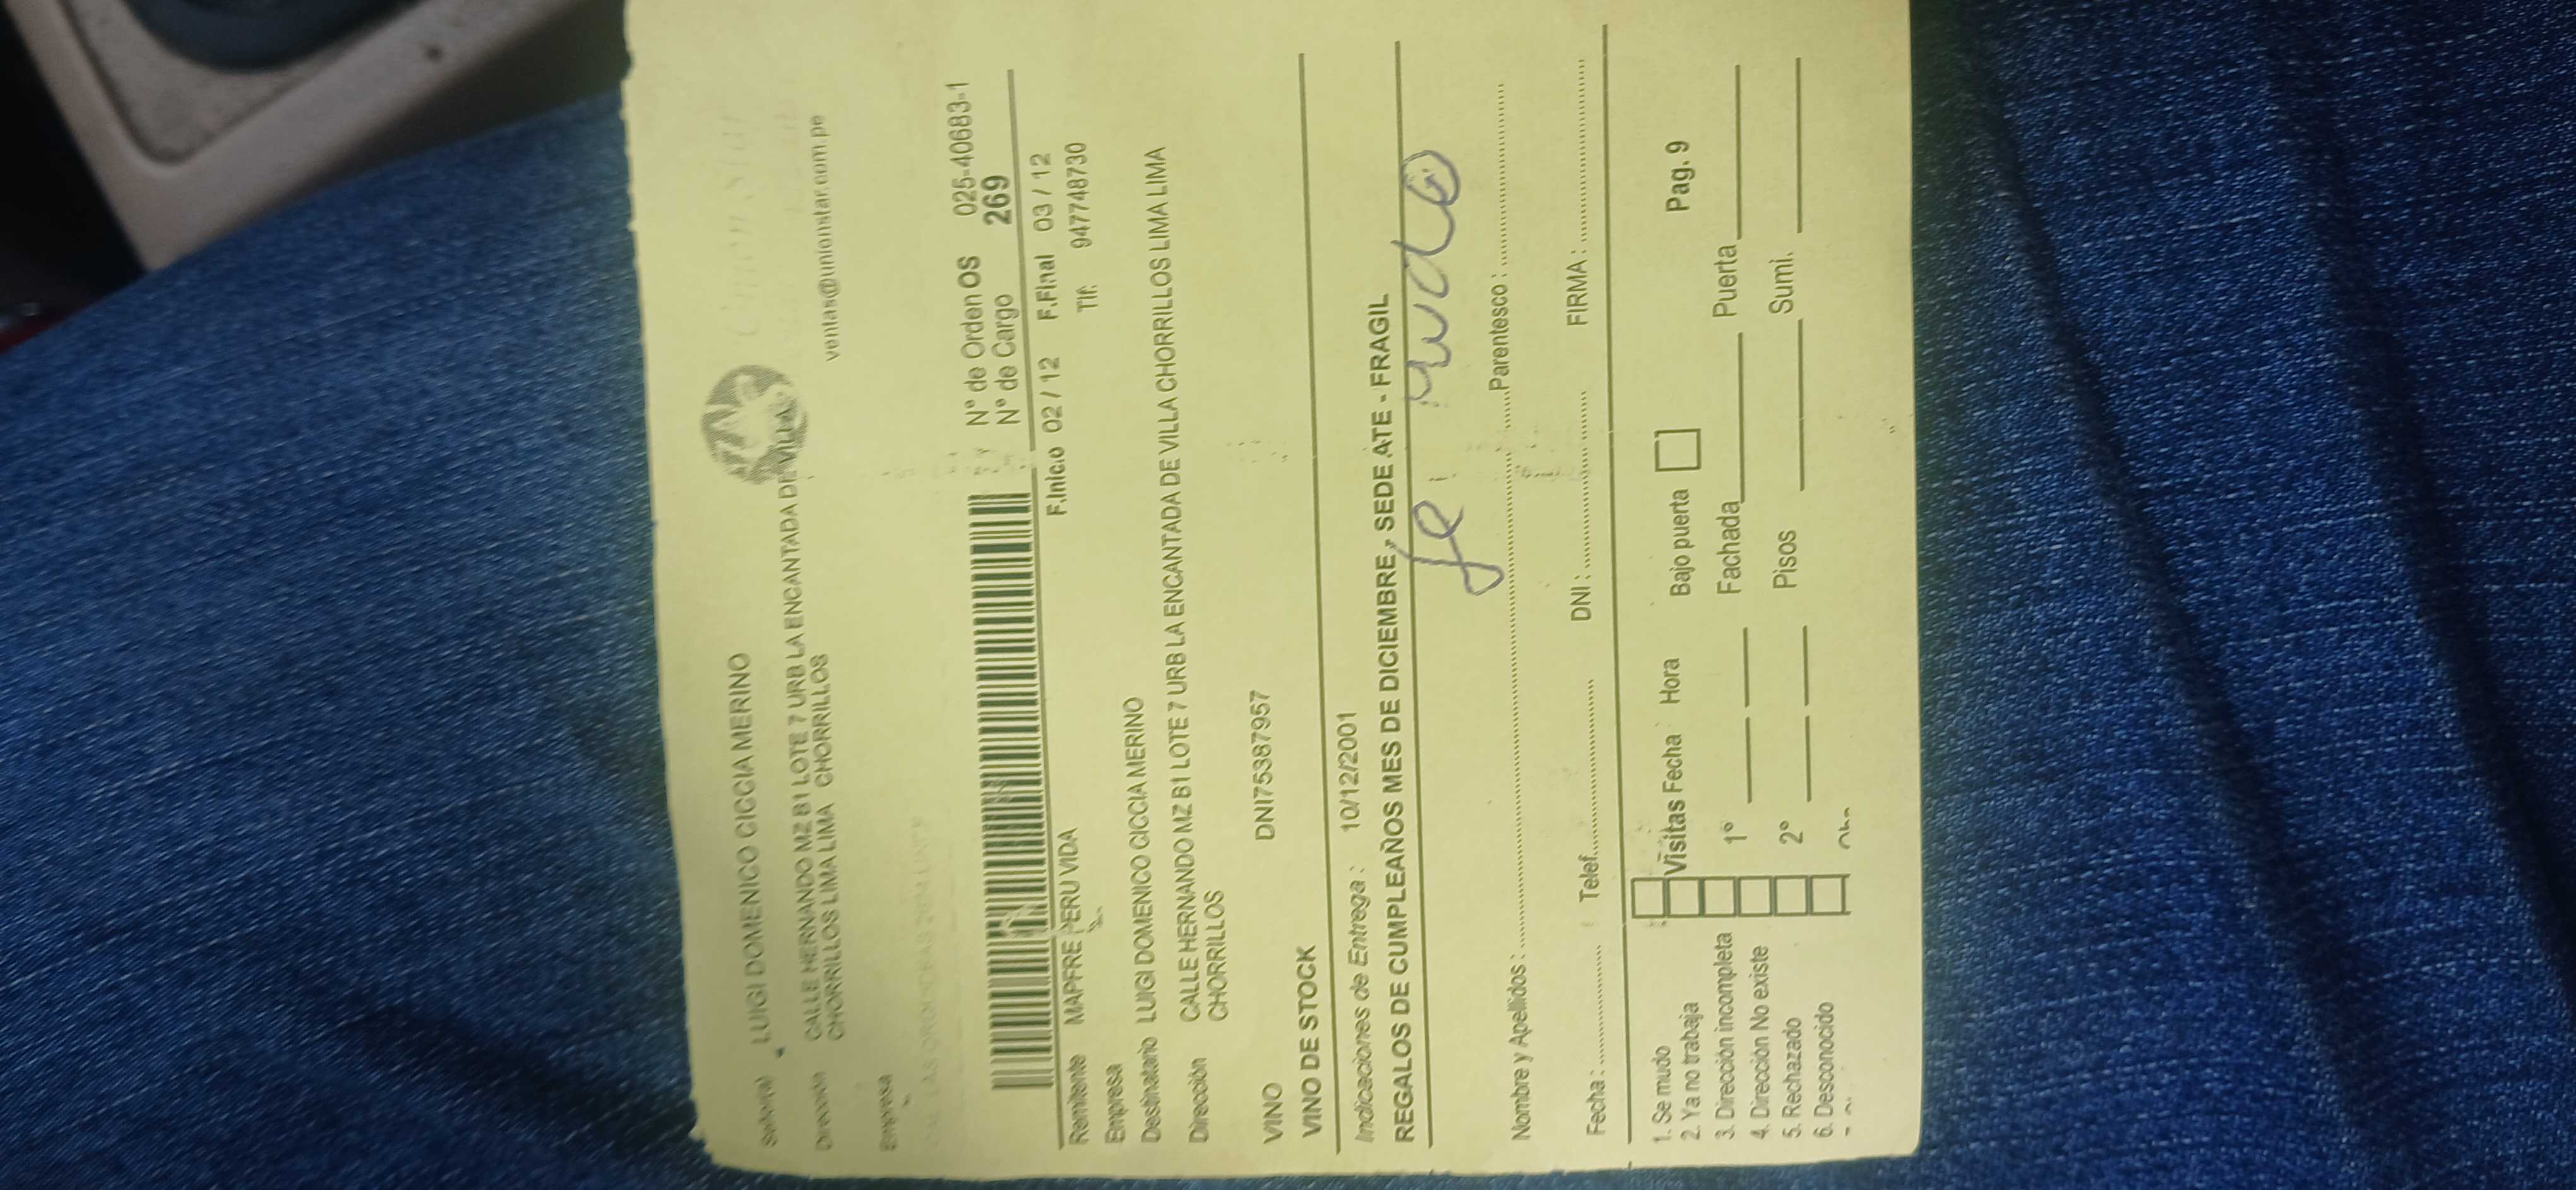 Señor(a) LUIGI DOMENICO CICCIA MERINO
Dirección CALLE HERNANDO MZ B1 LOTE 7 URB LA ENCANTADA DE VILLA
CHORRILLOS LIMA LIMA CHORRILLOS
ventas@unionstar.com.pe
Empresa
N° de Orden OS 025-40683-1
N° de Cargo 269
F.Inicio 02 / 12 F.Final 03 / 12
Remitente MAPFRE PERU VIDA Tlf: 947748730
Empresa
Destinatario LUIGI DOMENICO CICCIA MERINO
Dirección CALLE HERNANDO MZ B1 LOTE 7 URB LA ENCANTADA DE VILLA CHORRILLOS LIMA LIMA
CHORRILLOS
VINO DNI75387957
VINO DE STOCK
Indicaciones de Entrega : 10/12/2001
REGALOS DE CUMPLEAÑOS MES DE DICIEMBRE , SEDE ATE - FRAGIL
Se mudo
Nombre y Apellidos : Parentesco :
Fecha : Telef. DNI : FIRMA :
1. Se mudo
2. Ya no trabaja Visitas Fecha Hora Bajo puerta Pag. 9
3. Dirección incompleta 1° Fachada Puerta
4. Dirección No existe
5. Rechazado 2° Pisos Sumi.
6. Desconocido